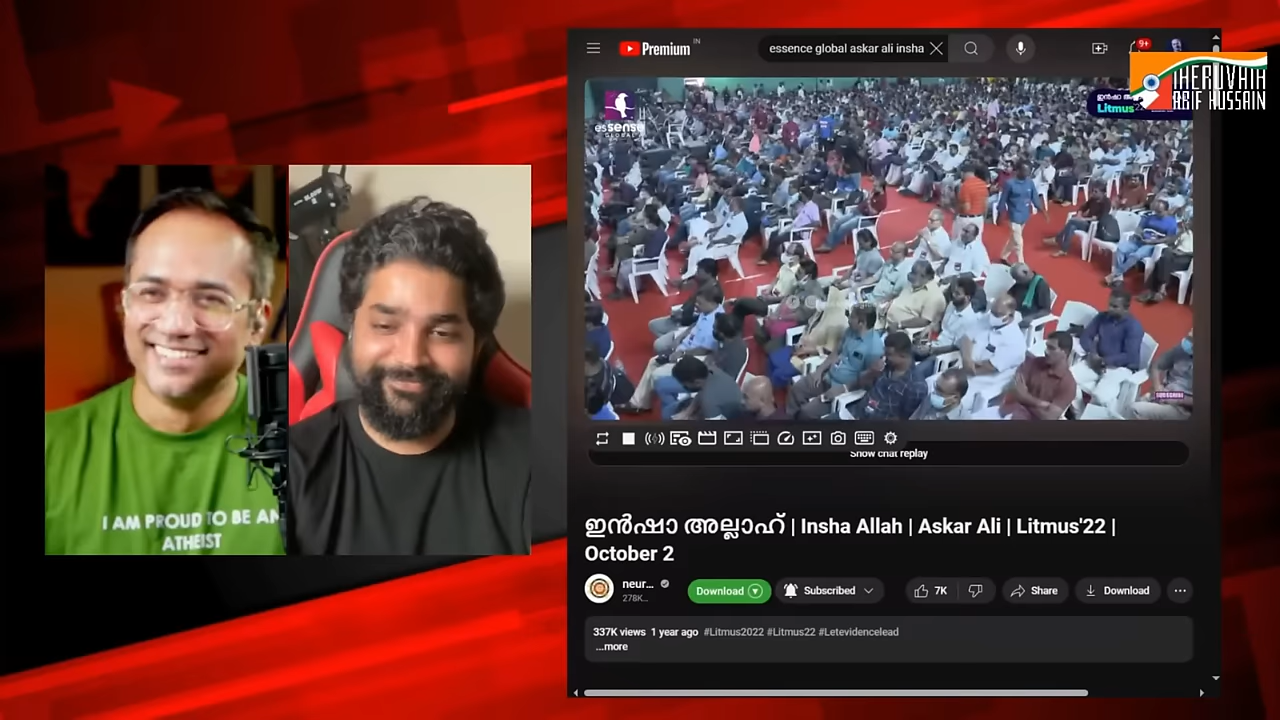 Premium IN
essence global askar ali insha
9+
esSENSE
GLOBAL
Litmus
ARIF HUSSAIN
I AM PROUD TO BE AN
ATHEIST
SUBSCRIBE
Show chat replay
ഇൻഷാ അല്ലാഹ് | Insha Allah | Askar Ali | Litmus'22 |
October 2
neur...
278K...
Download
Subscribed
7K
Share
Download
337K views 1 year ago #Litmus2022 #Litmus22 #Letevidencelead
...more